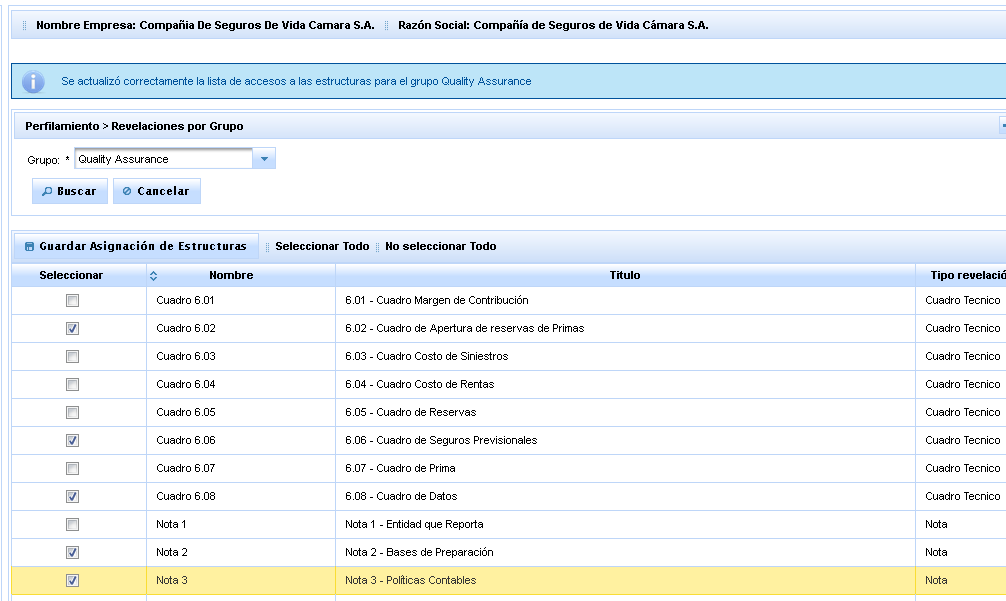 Nombre Empresa: Compañia De Seguros De Vida Camara S.A. Razón Social: Compañía de Seguros de Vida Cámara S.A.
Se actualizó correctamente la lista de accesos a las estructuras para el grupo Quality Assurance
Perfilamiento > Revelaciones por Grupo
Grupo: * Quality Assurance
Buscar Cancelar
Guardar Asignación de Estructuras Seleccionar Todo No seleccionar Todo
Seleccionar Nombre Titulo Tipo revelació
Cuadro 6.01 6.01 - Cuadro Margen de Contribución Cuadro Tecnico
Cuadro 6.02 6.02 - Cuadro de Apertura de reservas de Primas Cuadro Tecnico
Cuadro 6.03 6.03 - Cuadro Costo de Siniestros Cuadro Tecnico
Cuadro 6.04 6.04 - Cuadro Costo de Rentas Cuadro Tecnico
Cuadro 6.05 6.05 - Cuadro de Reservas Cuadro Tecnico
Cuadro 6.06 6.06 - Cuadro de Seguros Previsionales Cuadro Tecnico
Cuadro 6.07 6.07 - Cuadro de Prima Cuadro Tecnico
Cuadro 6.08 6.08 - Cuadro de Datos Cuadro Tecnico
Nota 1 Nota 1 - Entidad que Reporta Nota
Nota 2 Nota 2 - Bases de Preparación Nota
Nota 3 Nota 3 - Políticas Contables Nota